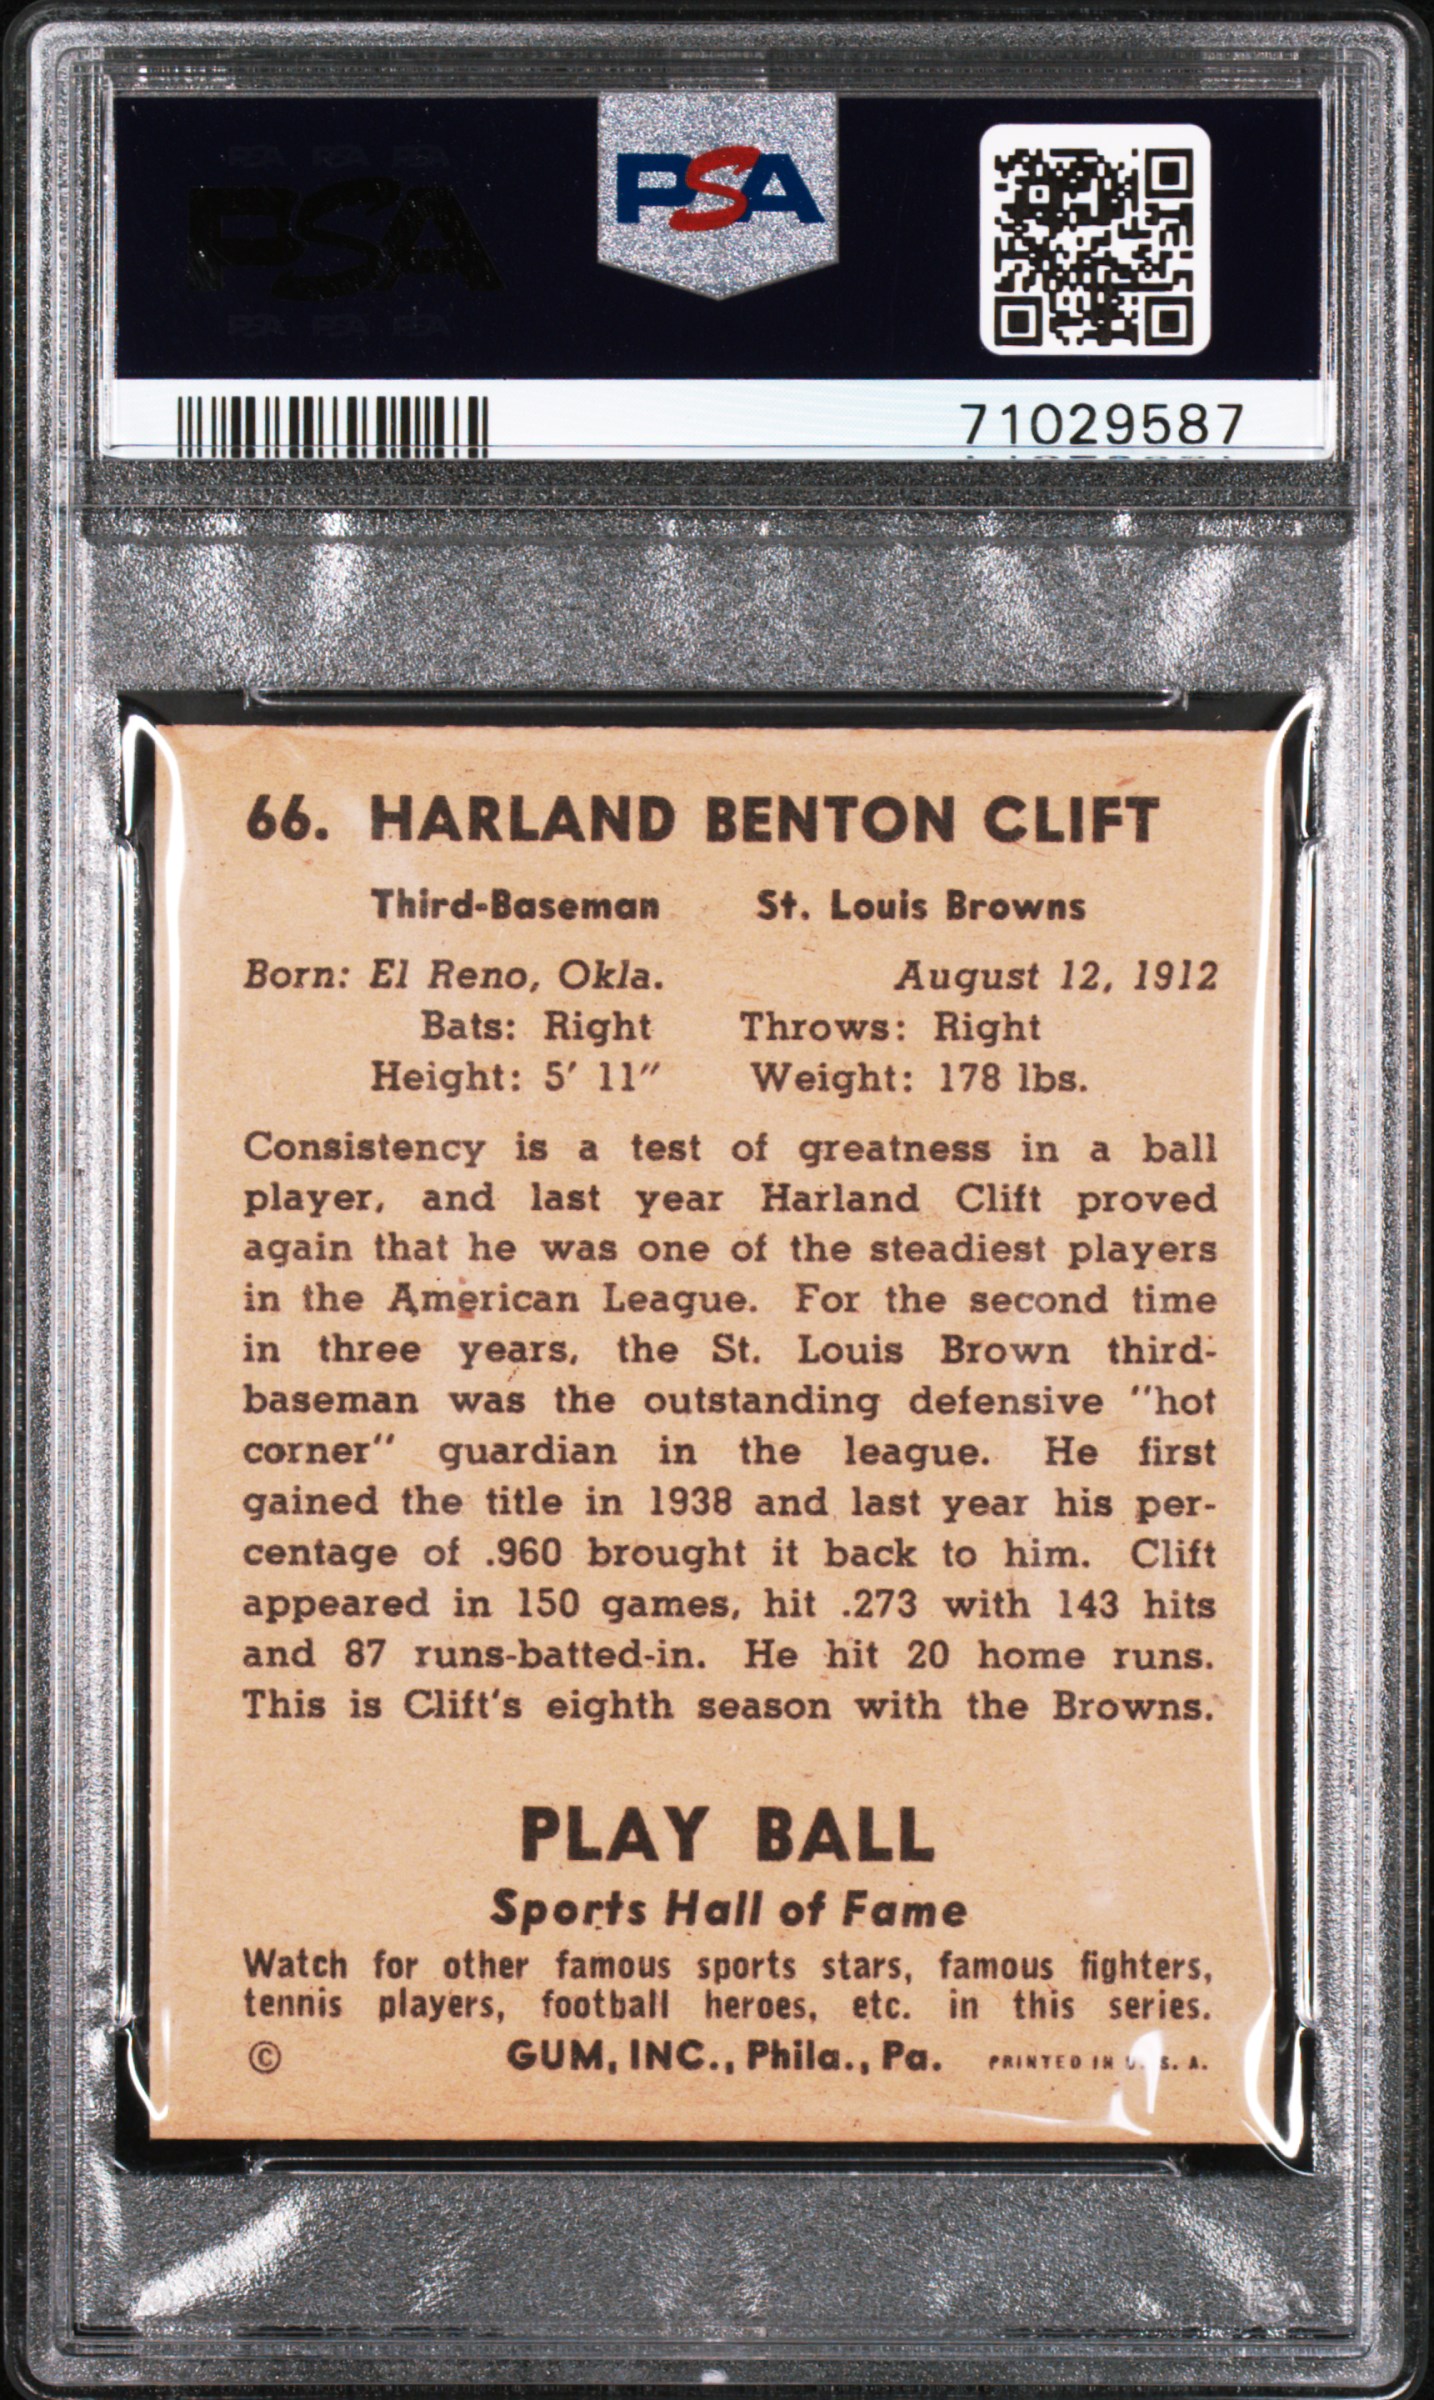 PSA PSA PSA
PSA
PSA PSA PSA
PSA
71029587
66. HARLAND BENTON CLIFT
Third-Baseman St. Louis Browns
Born: El Reno, Okla. August 12, 1912
Bats: Right Throws: Right
Height: 5′ 11″ Weight: 178 lbs.
Consistency is a test of greatness in a ball
player, and last year Harland Clift proved
again that he was one of the steadiest players
in the American League. For the second time
in three years, the St. Louis Brown third-
baseman was the outstanding defensive "hot
corner" guardian in the league. He first
gained the title in 1938 and last year his per-
centage of .960 brought it back to him. Clift
appeared in 150 games, hit .273 with 143 hits
and 87 runs-batted-in. He hit 20 home runs.
This is Clift's eighth season with the Browns.
PLAY BALL
Sports Hall of Fame
Watch for other famous sports stars, famous fighters,
tennis players, football heroes, etc. in this series.
© GUM, INC., Phila., Pa. PRINTED IN U. S. A.